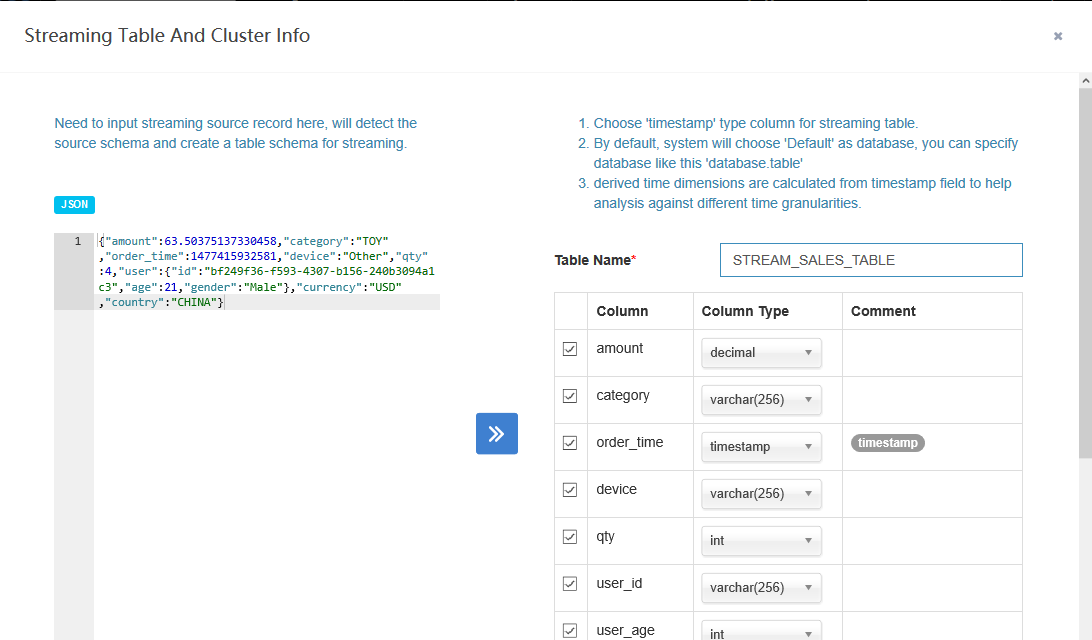 Streaming Table And Cluster Info
Need to input streaming source record here, will detect the
source schema and create a table schema for streaming.
JSON
1 {"amount":63.50375137330458,"category":"TOY"
,"order_time":1477415932581,"device":"Other","qty"
:4,"user":{"id":"bf249f36-f593-4307-b156-240b3094a1
c3","age":21,"gender":"Male"},"currency":"USD"
,"country":"CHINA"}
1. Choose 'timestamp' type column for streaming table.
2. By default, system will choose 'Default' as database, you can specify
database like this 'database.table'
3. derived time dimensions are calculated from timestamp field to help
analysis against different time granularities.
Table Name* STREAM_SALES_TABLE
Column Column Type Comment
amount decimal
category varchar(256)
order_time timestamp timestamp
device varchar(256)
qty int
user_id varchar(256)
user_age int